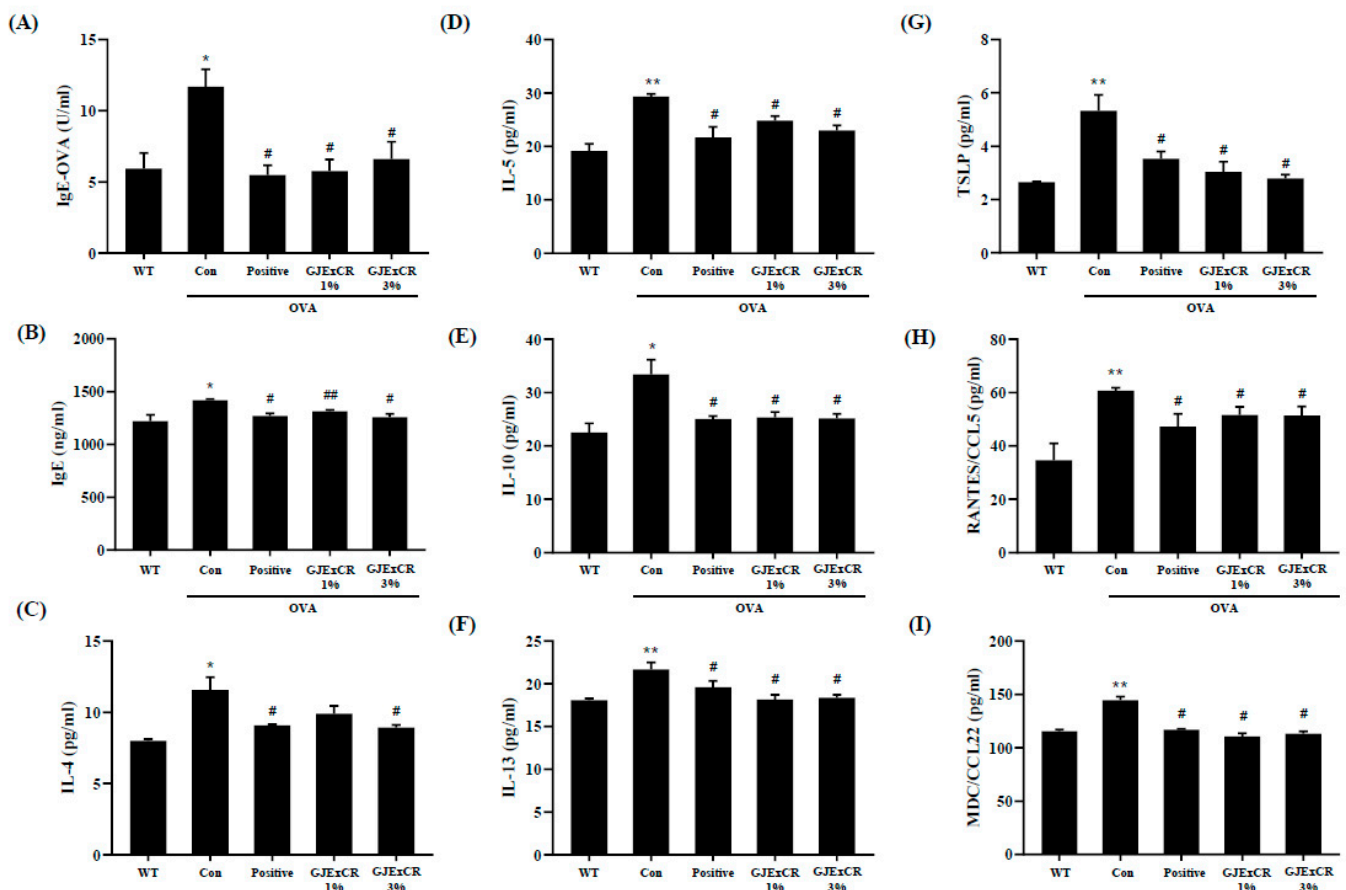 (A)
IgE-OVA (U/ml)
15
10
5
0
*
#
#
#
WT
Con
Positive
GJExCR
1%
GJExCR
3%
OVA
(D)
IL-5 (pg/ml)
40
30
20
10
0
**
#
#
#
WT
Con
Positive
GJExCR
1%
GJExCR
3%
OVA
(G)
TSLP (pg/ml)
8
6
4
2
0
**
#
#
#
WT
Con
Positive
GJExCR
1%
GJExCR
3%
OVA
(B)
IgE (ng/ml)
2000
1500
1000
500
0
*
#
##
#
WT
Con
Positive
GJExCR
1%
GJExCR
3%
OVA
(E)
IL-10 (pg/ml)
40
30
20
10
0
*
#
#
#
WT
Con
Positive
GJExCR
1%
GJExCR
3%
OVA
(H)
RANTES/CCL5 (pg/ml)
80
60
40
20
0
**
#
#
#
WT
Con
Positive
GJExCR
1%
GJExCR
3%
OVA
(C)
IL-4 (pg/ml)
15
10
5
0
*
#
#
WT
Con
Positive
GJExCR
1%
GJExCR
3%
(F)
IL-13 (pg/ml)
25
20
15
10
5
0
**
#
#
#
WT
Con
Positive
GJExCR
1%
GJExCR
3%
(I)
MDC/CCL22 (pg/ml)
200
150
100
50
0
**
#
#
#
WT
Con
Positive
GJExCR
1%
GJExCR
3%